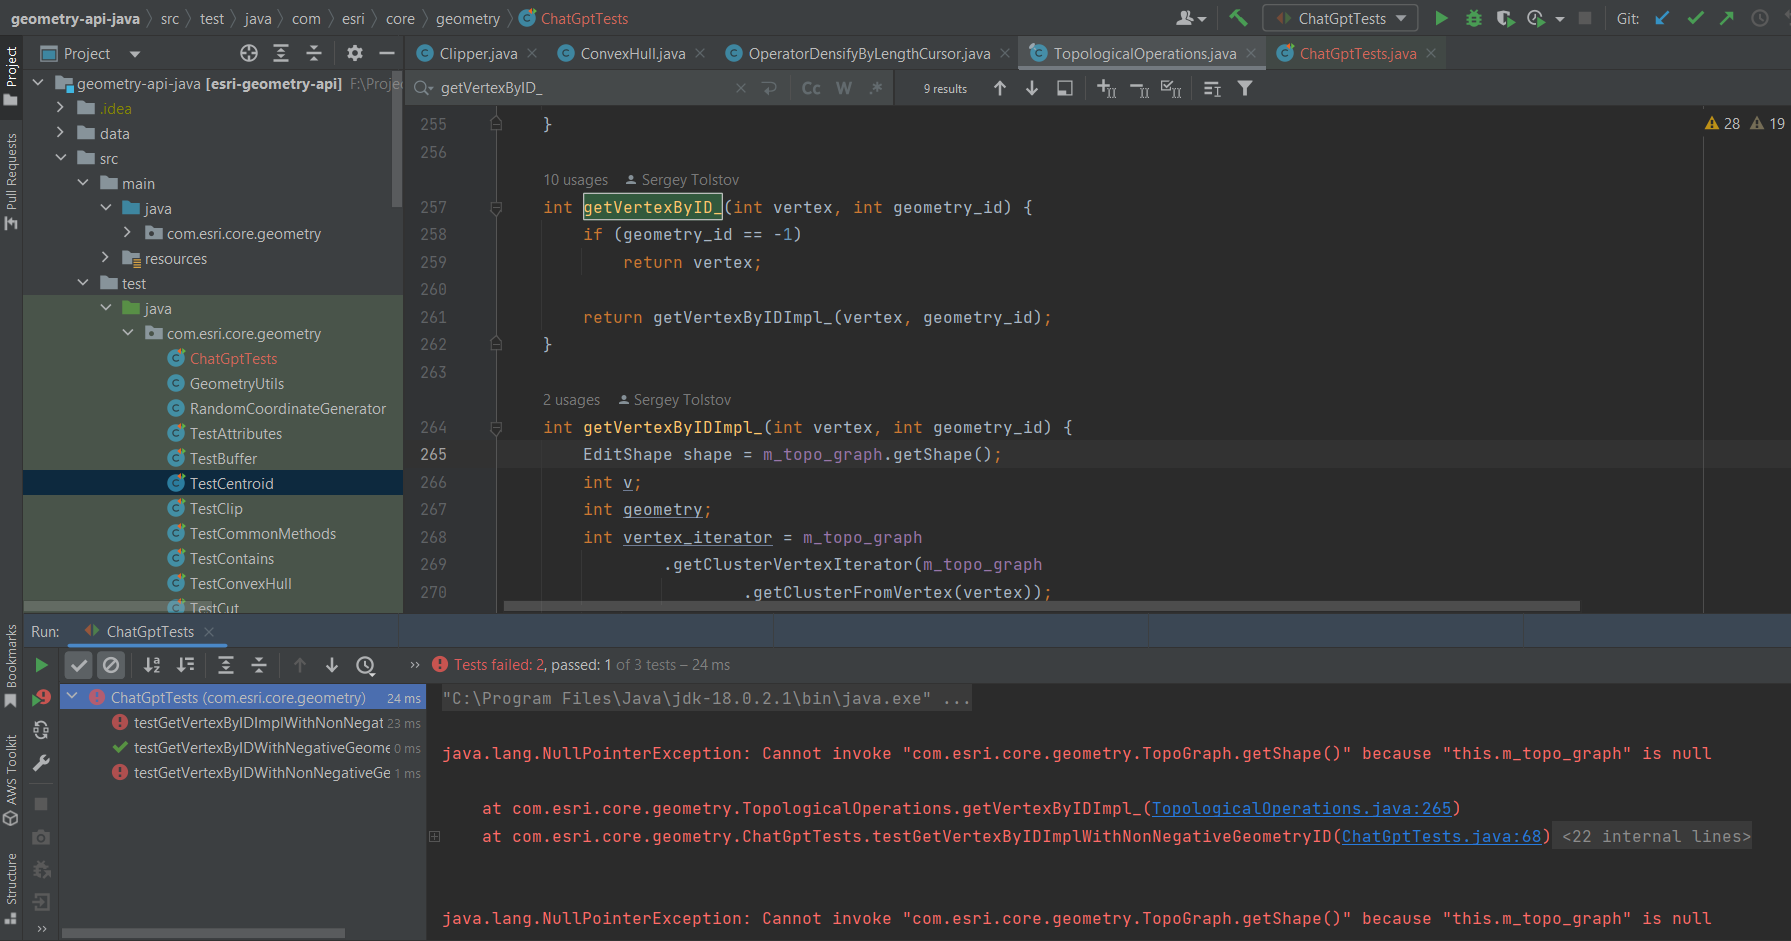 geometry-api-java › src › test › java › com › esri › core › geometry › ChatGptTests
ChatGptTests
Git:
Project
Clipper.java
ConvexHull.java
OperatorDensifyByLengthCursor.java
TopologicalOperations.java
ChatGptTests.java
Project
Pull Requests
Bookmarks
AWS Toolkit
Structure
geometry-api-java [esri-geometry-api] F:\Proje
.idea
data
src
main
java
com.esri.core.geometry
resources
test
java
com.esri.core.geometry
ChatGptTests
GeometryUtils
RandomCoordinateGenerator
TestAttributes
TestBuffer
TestCentroid
TestClip
TestCommonMethods
TestContains
TestConvexHull
TestCut
getVertexByID_
Cc W .*
9 results
28 19
255 }
256
10 usages Sergey Tolstov
257 int getVertexByID_(int vertex, int geometry_id) {
258 if (geometry_id == -1)
259 return vertex;
260
261 return getVertexByIDImpl_(vertex, geometry_id);
262 }
263
2 usages Sergey Tolstov
264 int getVertexByIDImpl_(int vertex, int geometry_id) {
265 EditShape shape = m_topo_graph.getShape();
266 int v;
267 int geometry;
268 int vertex_iterator = m_topo_graph
269 .getClusterVertexIterator(m_topo_graph
270 .getClusterFromVertex(vertex));
Run: ChatGptTests
Tests failed: 2, passed: 1 of 3 tests – 24 ms
ChatGptTests (com.esri.core.geometry) 24 ms
testGetVertexByIDImplWithNonNegat 23 ms
testGetVertexByIDWithNegativeGeome 0 ms
testGetVertexByIDWithNonNegativeGe 1 ms
"C:\Program Files\Java\jdk-18.0.2.1\bin\java.exe" ...
java.lang.NullPointerException: Cannot invoke "com.esri.core.geometry.TopoGraph.getShape()" because "this.m_topo_graph" is null
at com.esri.core.geometry.TopologicalOperations.getVertexByIDImpl_(TopologicalOperations.java:265)
at com.esri.core.geometry.ChatGptTests.testGetVertexByIDImplWithNonNegativeGeometryID(ChatGptTests.java:68) <22 internal lines>
java.lang.NullPointerException: Cannot invoke "com.esri.core.geometry.TopoGraph.getShape()" because "this.m_topo_graph" is null